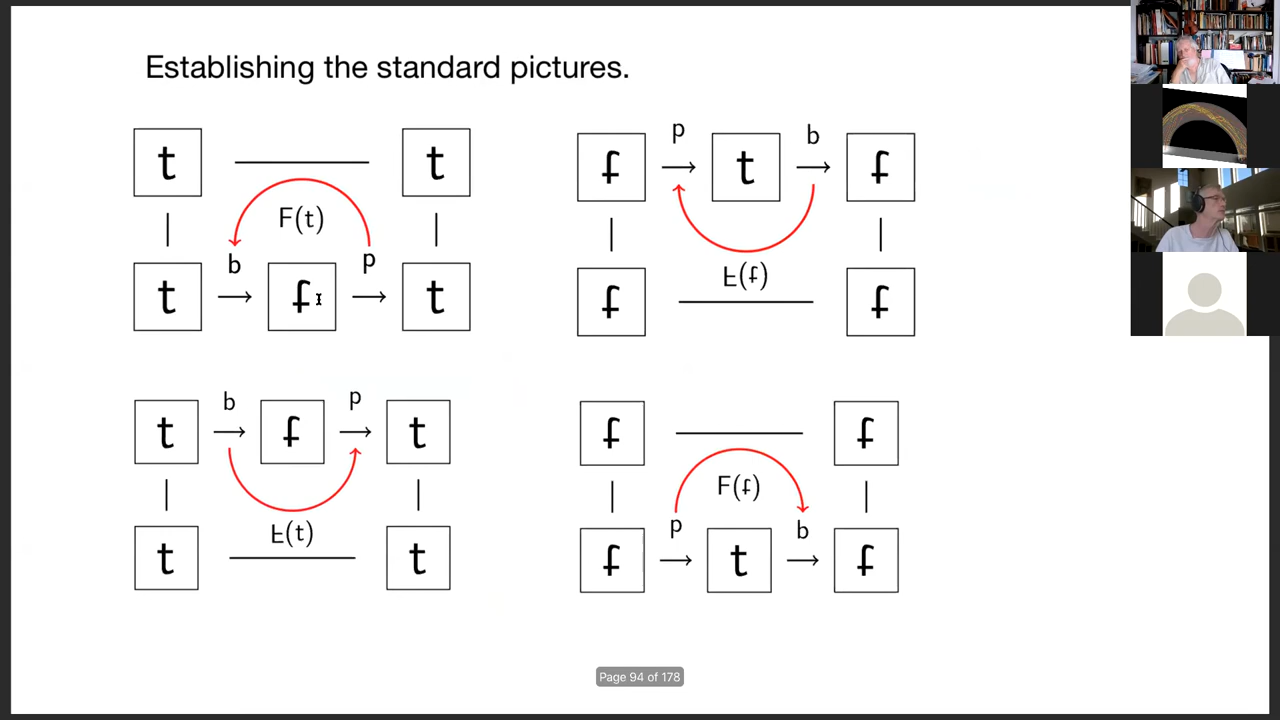 Establishing the standard pictures.
t t
F(t)
b p
t f t
p b
f t f
Ⅎ(f)
f f
b p
t f t
Ⅎ(t)
t t
f f
F(f)
p b
f t f
Page 94 of 178